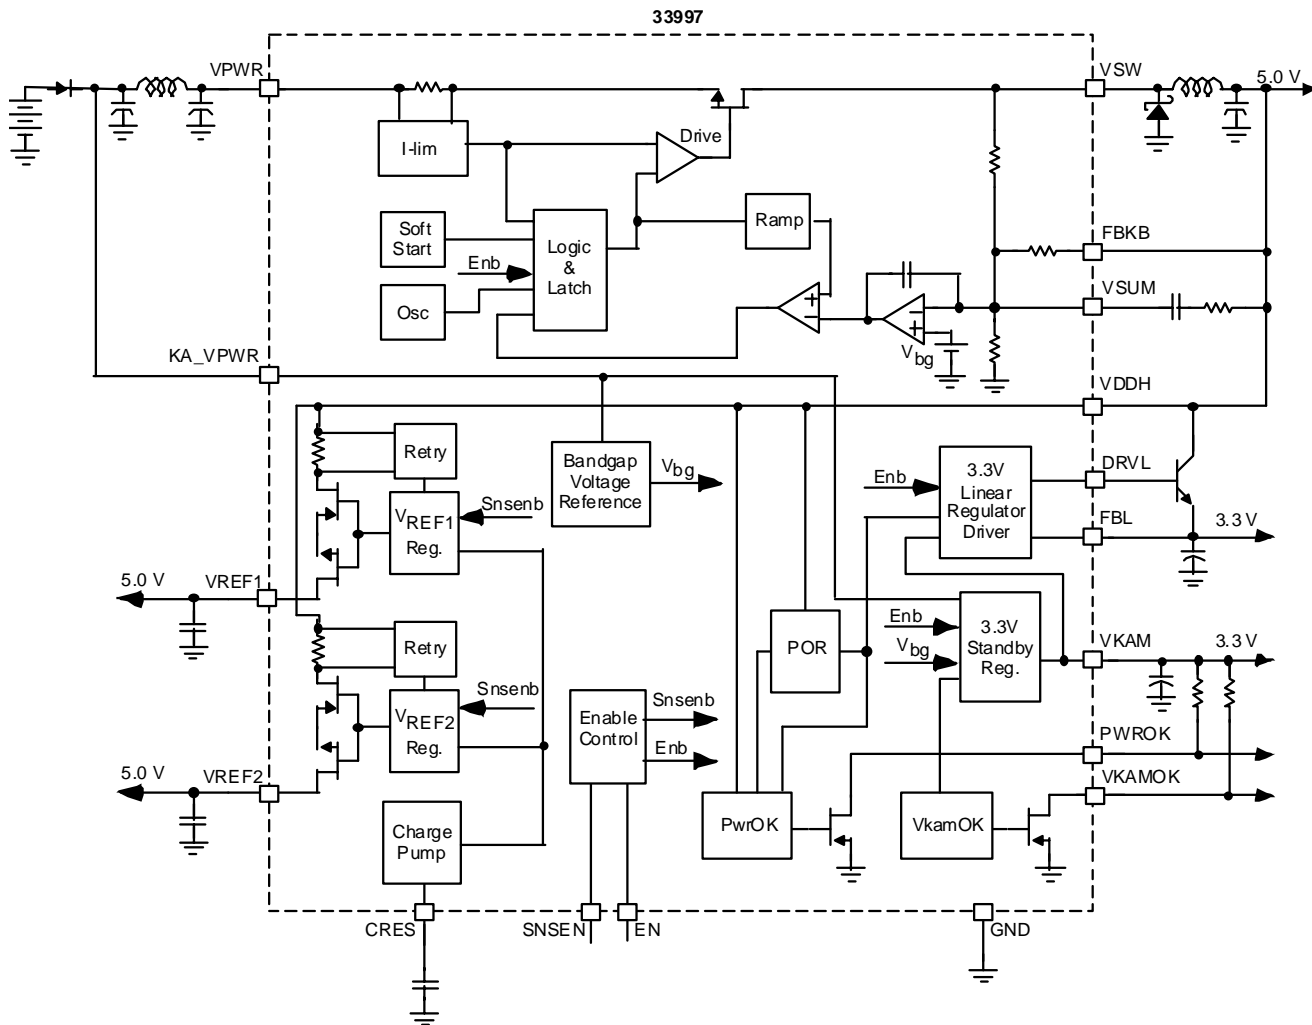 33997
VPWR
VSW
5.0 V
I-lim
Drive
Soft
Start
Enb
Osc
Logic
&
Latch
Ramp
+
−
−
+
Vbg
FBKB
VSUM
KA_VPWR
VDDH
Retry
VREF1
Reg.
Snsenb
Bandgap
Voltage
Reference
Vbg
Enb
3.3V
Linear
Regulator
Driver
DRVL
FBL
3.3 V
5.0 V
VREF1
Retry
VREF2
Reg.
Snsenb
POR
Enb
Vbg
3.3V
Standby
Reg.
VKAM
3.3 V
Enable
Control
Snsenb
Enb
PWROK
VKAMOK
5.0 V
VREF2
Charge
Pump
PwrOK
VkamOK
CRES
SNSEN
EN
GND